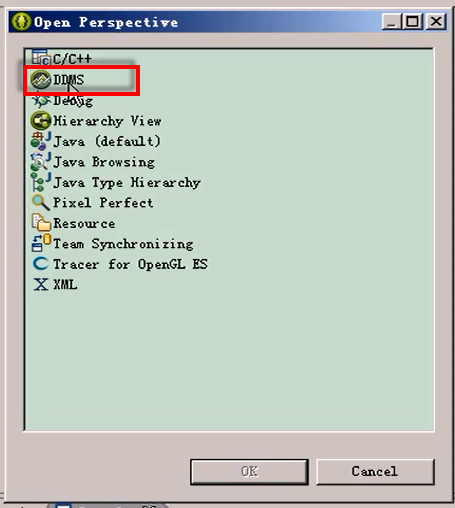 Open Perspective
C/C++
DDMS
Debug
Hierarchy View
Java (default)
Java Browsing
Java Type Hierarchy
Pixel Perfect
Resource
Team Synchronizing
Tracer for OpenGL ES
XML
OK
Cancel